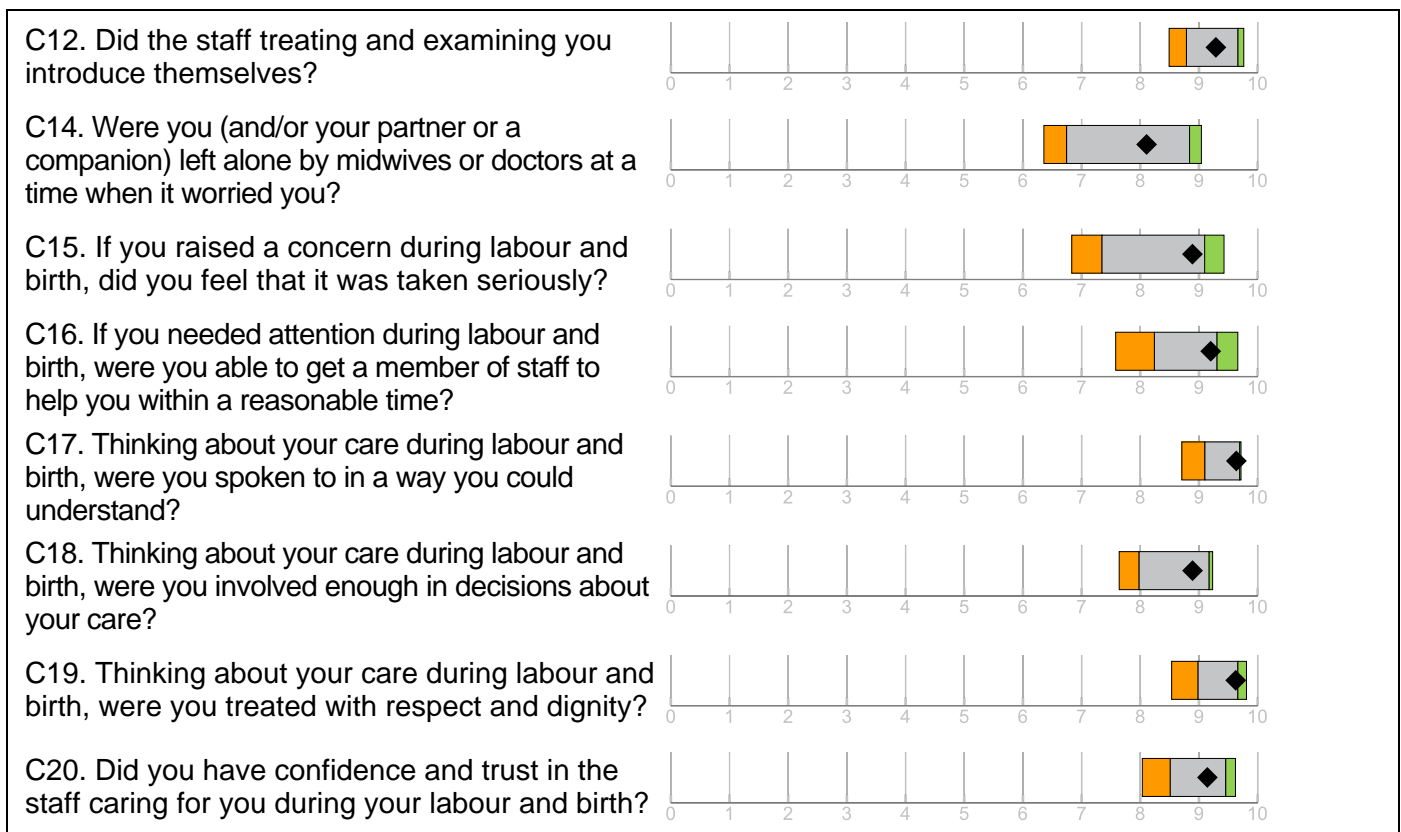 C12. Did the staff treating and examining you
introduce themselves?
0 1 2 3 4 5 6 7 8 9 10
C14. Were you (and/or your partner or a
companion) left alone by midwives or doctors at a
time when it worried you?
0 1 2 3 4 5 6 7 8 9 10
C15. If you raised a concern during labour and
birth, did you feel that it was taken seriously?
0 1 2 3 4 5 6 7 8 9 10
C16. If you needed attention during labour and
birth, were you able to get a member of staff to
help you within a reasonable time?
0 1 2 3 4 5 6 7 8 9 10
C17. Thinking about your care during labour and
birth, were you spoken to in a way you could
understand?
0 1 2 3 4 5 6 7 8 9 10
C18. Thinking about your care during labour and
birth, were you involved enough in decisions about
your care?
0 1 2 3 4 5 6 7 8 9 10
C19. Thinking about your care during labour and
birth, were you treated with respect and dignity?
0 1 2 3 4 5 6 7 8 9 10
C20. Did you have confidence and trust in the
staff caring for you during your labour and birth?
0 1 2 3 4 5 6 7 8 9 10